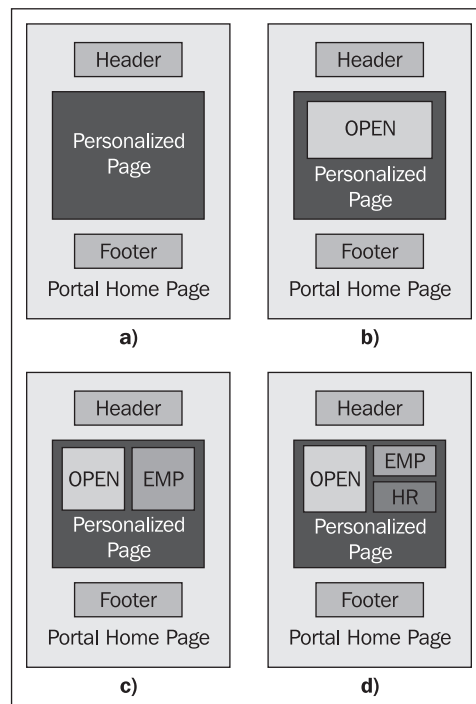 Header
Personalized
Page
Footer
Portal Home Page
a)
Header
OPEN
Personalized
Page
Footer
Portal Home Page
b)
Header
OPEN
EMP
Personalized
Page
Footer
Portal Home Page
c)
Header
OPEN
EMP
HR
Personalized
Page
Footer
Portal Home Page
d)